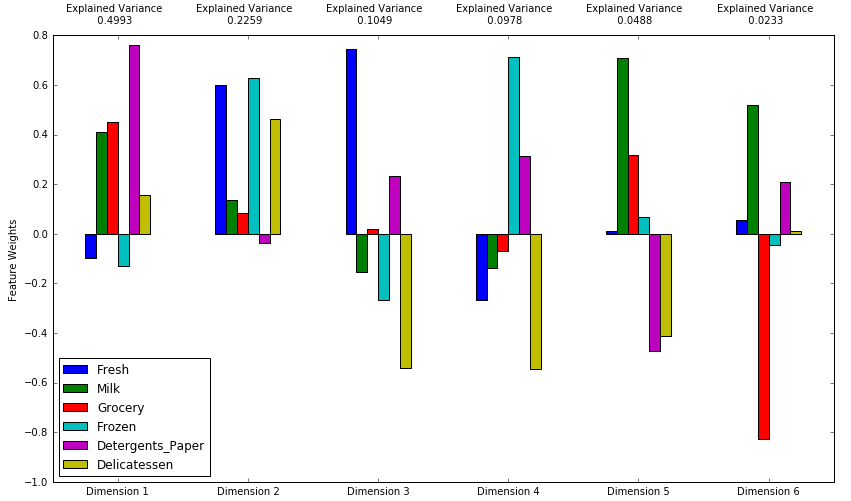 Explained Variance Explained Variance Explained Variance Explained Variance Explained Variance Explained Variance
0.4993 0.2259 0.1049 0.0978 0.0488 0.0233
0.8
0.6
0.4
0.2
0.0
−0.2
−0.4
−0.6
−0.8
−1.0
Feature Weights
Fresh
Milk
Grocery
Frozen
Detergents_Paper
Delicatessen
Dimension 1 Dimension 2 Dimension 3 Dimension 4 Dimension 5 Dimension 6